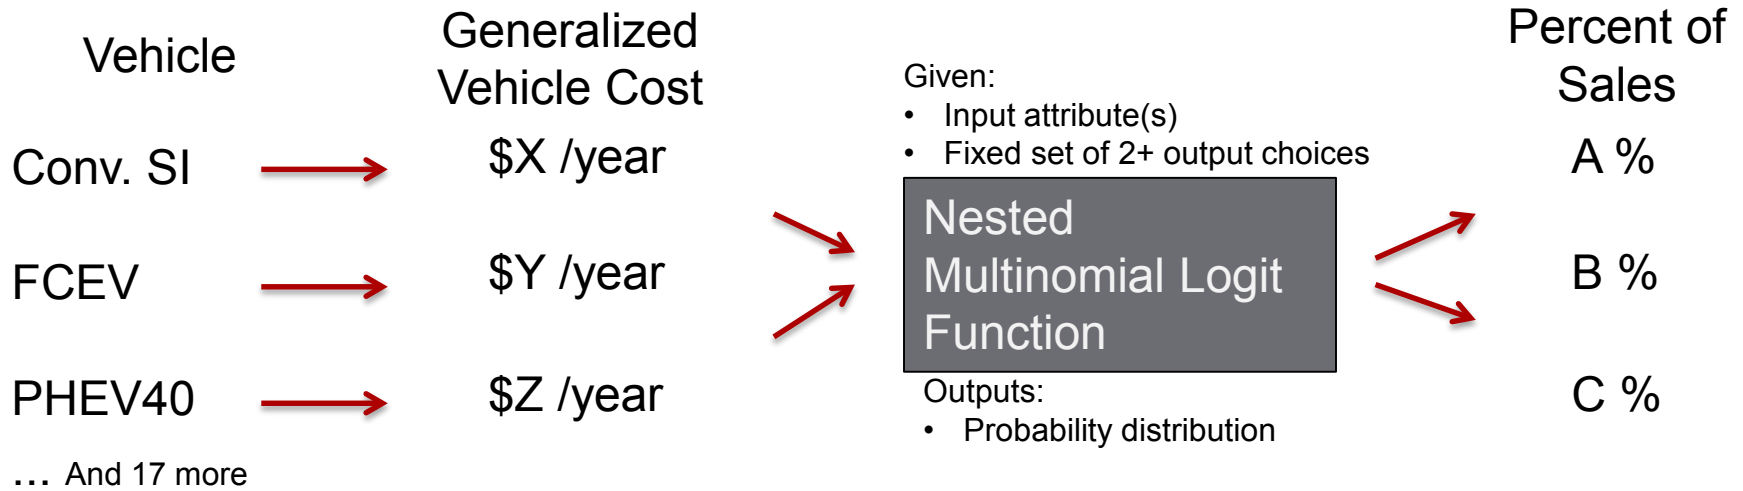 Vehicle
Generalized
Vehicle Cost
Percent of
Sales
Given:
• Input attribute(s)
• Fixed set of 2+ output choices
Conv. SI
$X /year
A %
Nested
Multinomial Logit
Function
FCEV
$Y /year
B %
PHEV40
$Z /year
C %
Outputs:
• Probability distribution
... And 17 more